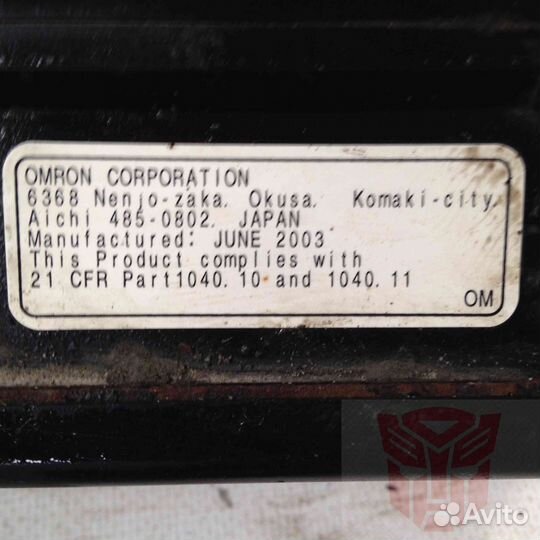 OMRON CORPORATION
6368 Nenjo-zaka. Okusa. Komaki-city.
Aichi 485-0802. JAPAN
Manufactured: JUNE 2003
This Product complies with
21 CFR Part1040.10 and 1040.11
OM
Avito